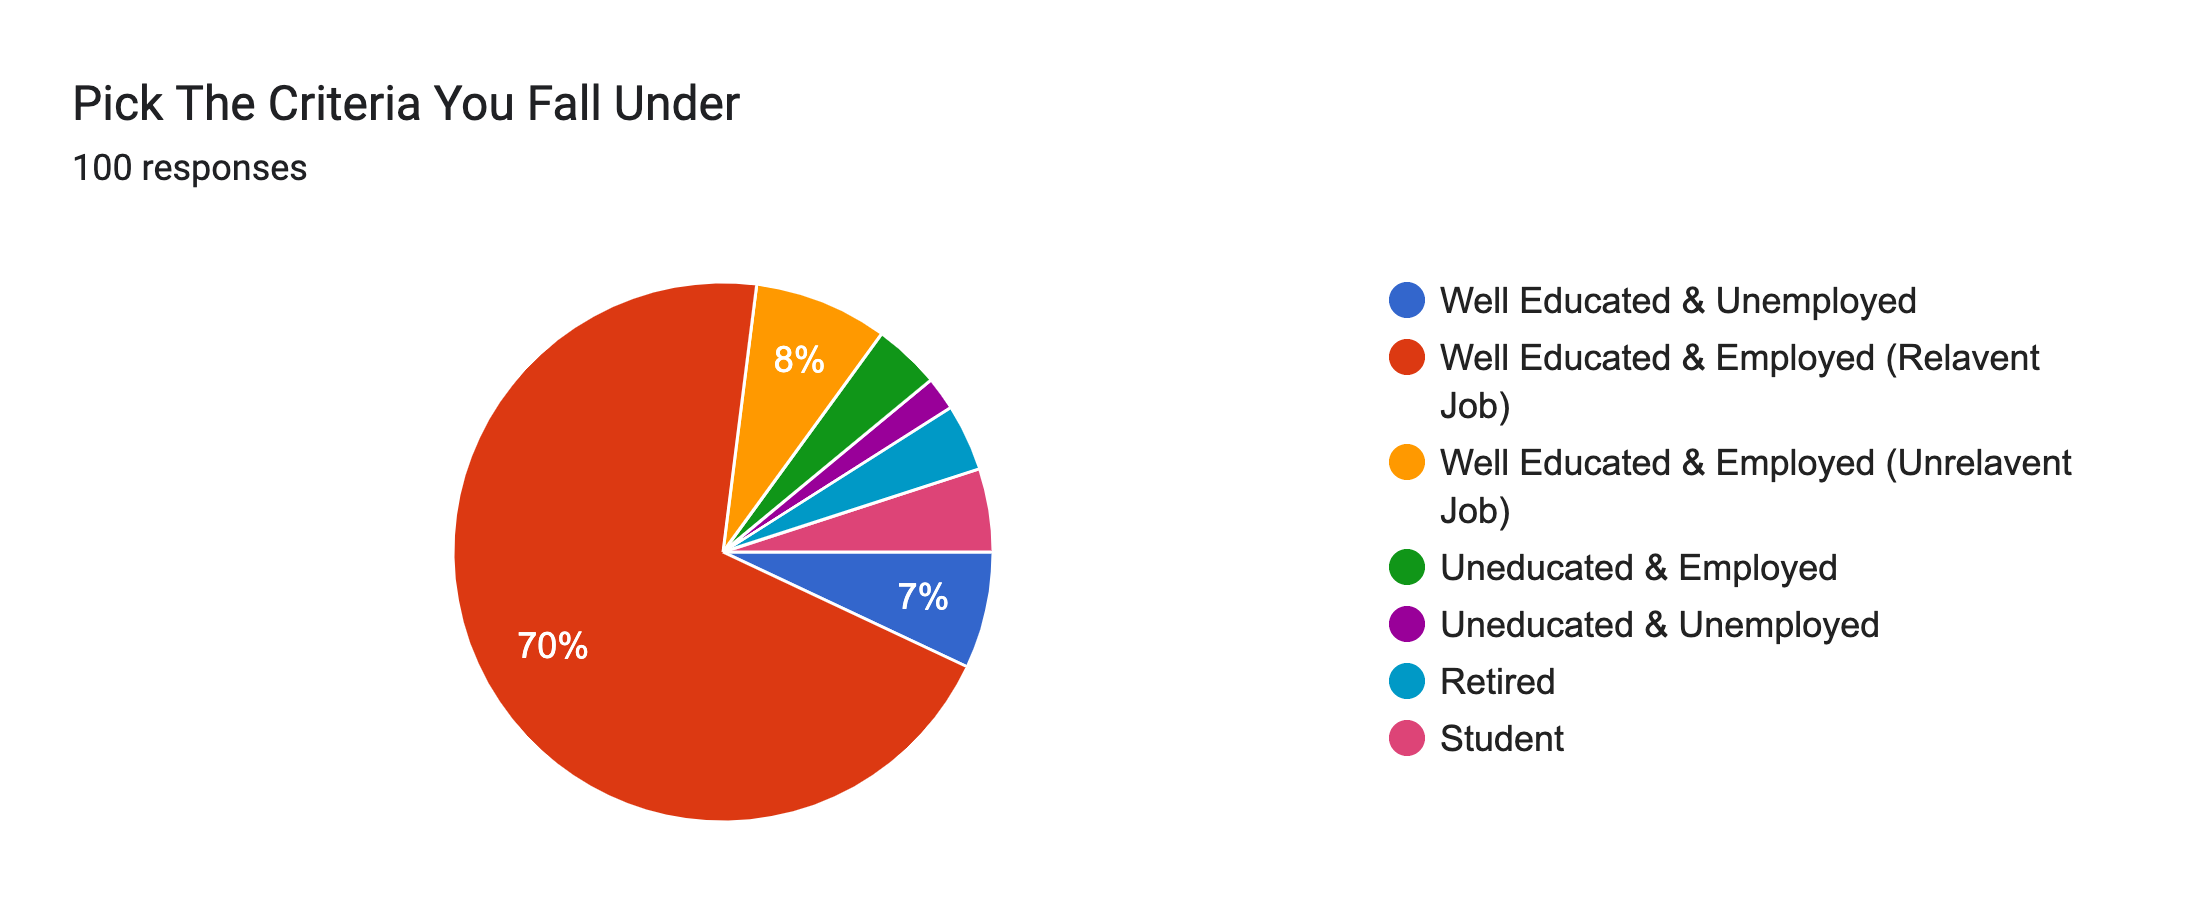 Pick The Criteria You Fall Under
100 responses
8%
7%
70%
Well Educated & Unemployed
Well Educated & Employed (Relavent
Job)
Well Educated & Employed (Unrelavent
Job)
Uneducated & Employed
Uneducated & Unemployed
Retired
Student